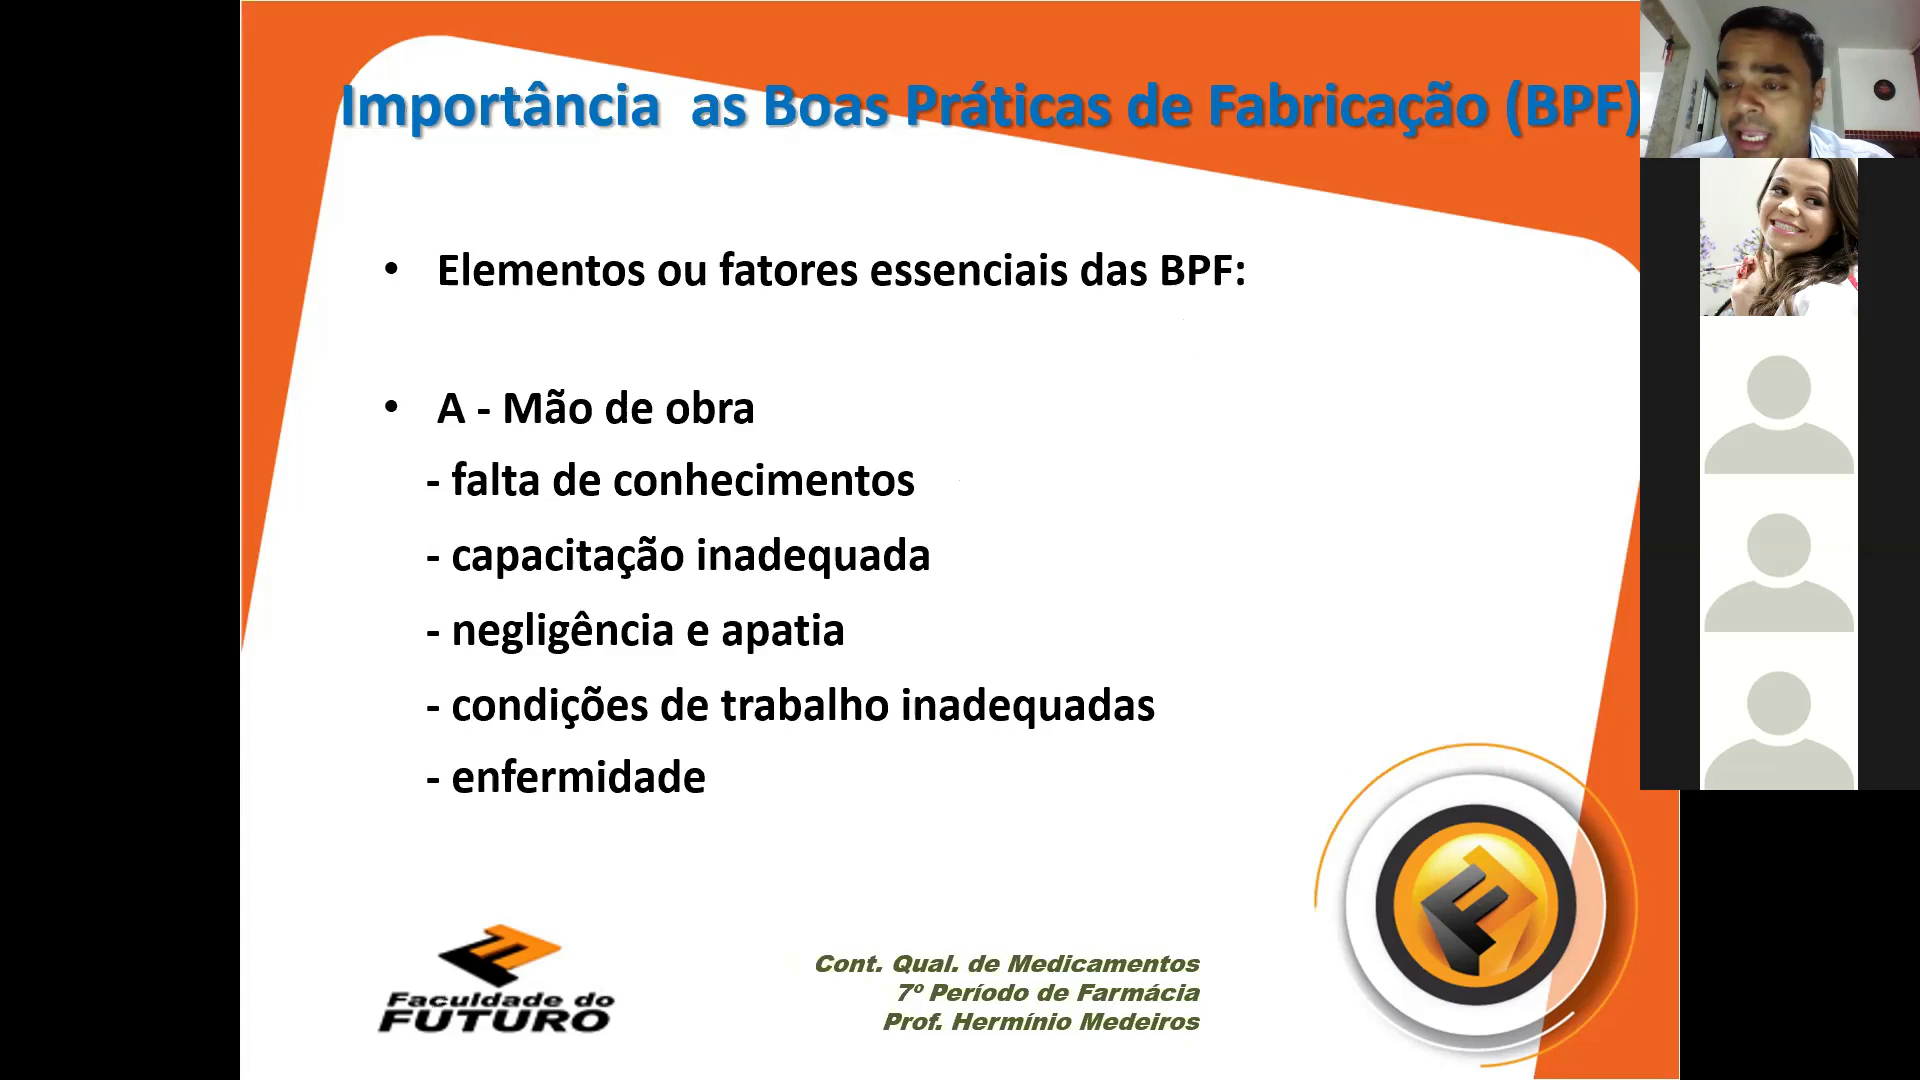 Importância  as Boas Práticas de Fabricação (BPF)
• Elementos ou fatores essenciais das BPF:
• A - Mão de obra
- falta de conhecimentos
- capacitação inadequada
- negligência e apatia
- condições de trabalho inadequadas
- enfermidade
Faculdade do
FUTURO
Cont. Qual. de Medicamentos
7º Período de Farmácia
Prof. Hermínio Medeiros